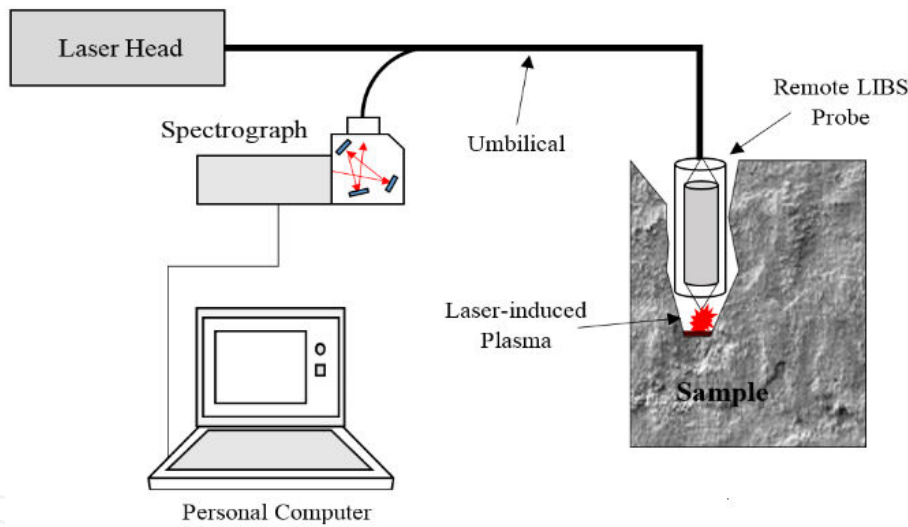 Laser Head
Remote LIBS
Probe
Spectrograph
Umbilical
Laser-induced
Plasma
Sample
Personal Computer